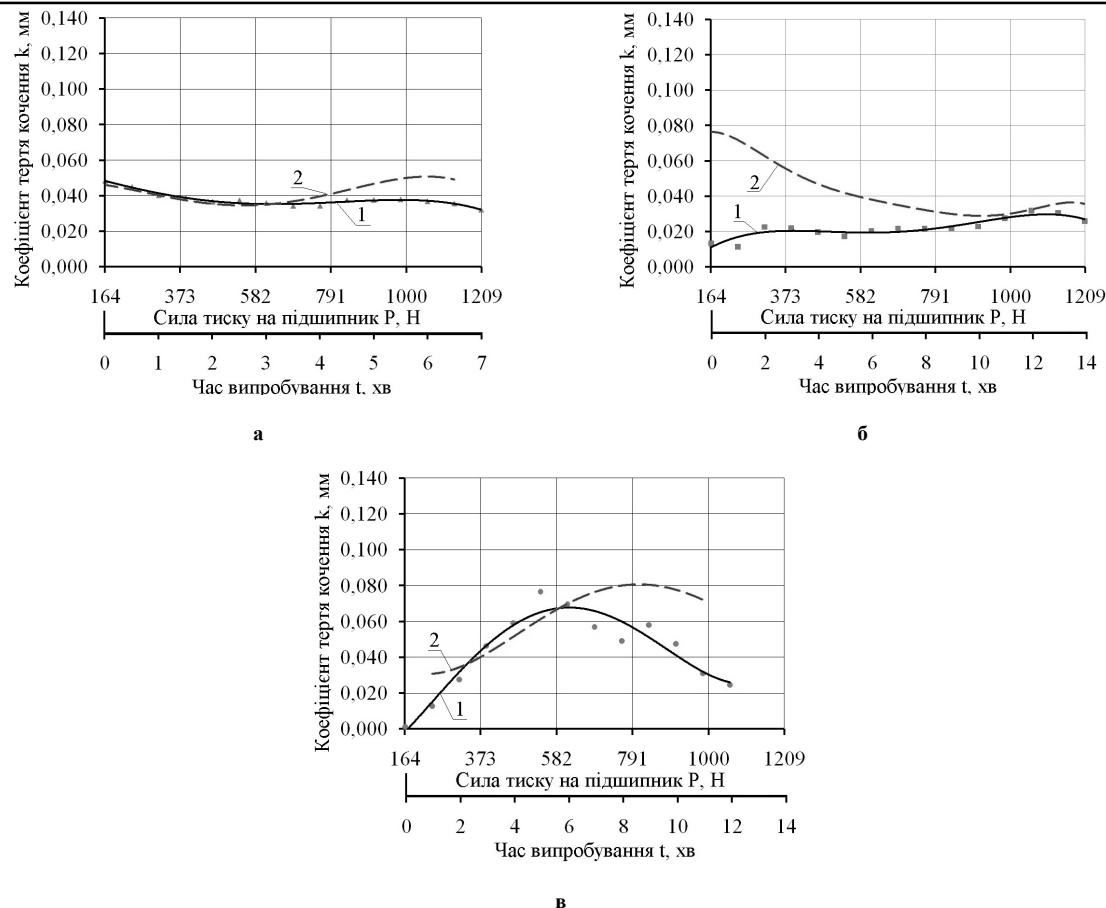 Коефіцієнт тертя кочення k, мм
0,140
0,120
0,100
0,080
0,060
0,040
0,020
0,000
2
1
164 373 582 791 1000 1209
Сила тиску на підшипник P, Н
0 1 2 3 4 5 6 7
Час випробування t, хв
а
Коефіцієнт тертя кочення k, мм
0,140
0,120
0,100
0,080
0,060
0,040
0,020
0,000
2
1
164 373 582 791 1000 1209
Сила тиску на підшипник P, Н
0 2 4 6 8 10 12 14
Час випробування t, хв
б
Коефіцієнт тертя кочення k, мм
0,140
0,120
0,100
0,080
0,060
0,040
0,020
0,000
2
1
164 373 582 791 1000 1209
Сила тиску на підшипник P, Н
0 2 4 6 8 10 12 14
Час випробування t, хв
в